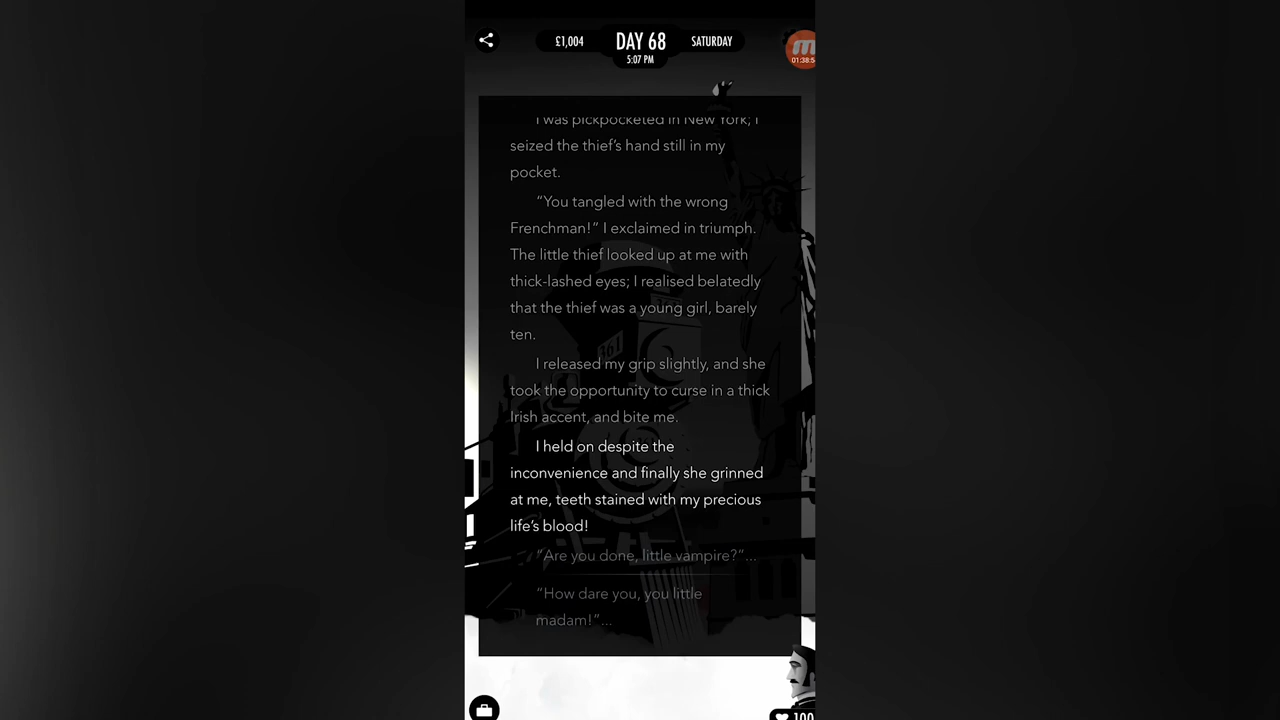 £1,004
DAY 68
SATURDAY
5:07 PM
01:38:5
I was pickpocketed in New York; I
seized the thief's hand still in my
pocket.
“You tangled with the wrong
Frenchman!” I exclaimed in triumph.
The little thief looked up at me with
thick-lashed eyes; I realised belatedly
that the thief was a young girl, barely
ten.
I released my grip slightly, and she
took the opportunity to curse in a thick
Irish accent, and bite me.
I held on despite the
inconvenience and finally she grinned
at me, teeth stained with my precious
life's blood!
“Are you done, little vampire?”...
“How dare you, you little
madam!”...
100